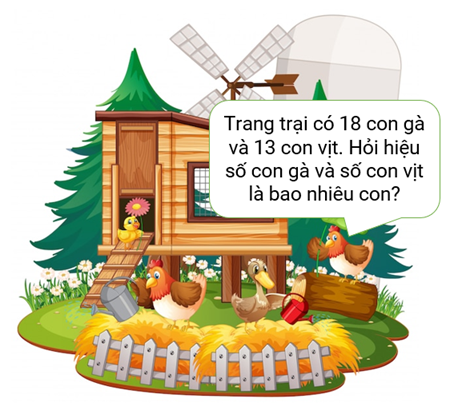 Trang trại có 18 con gà
và 13 con vịt. Hỏi hiệu
số con gà và số con vịt
là bao nhiêu con?